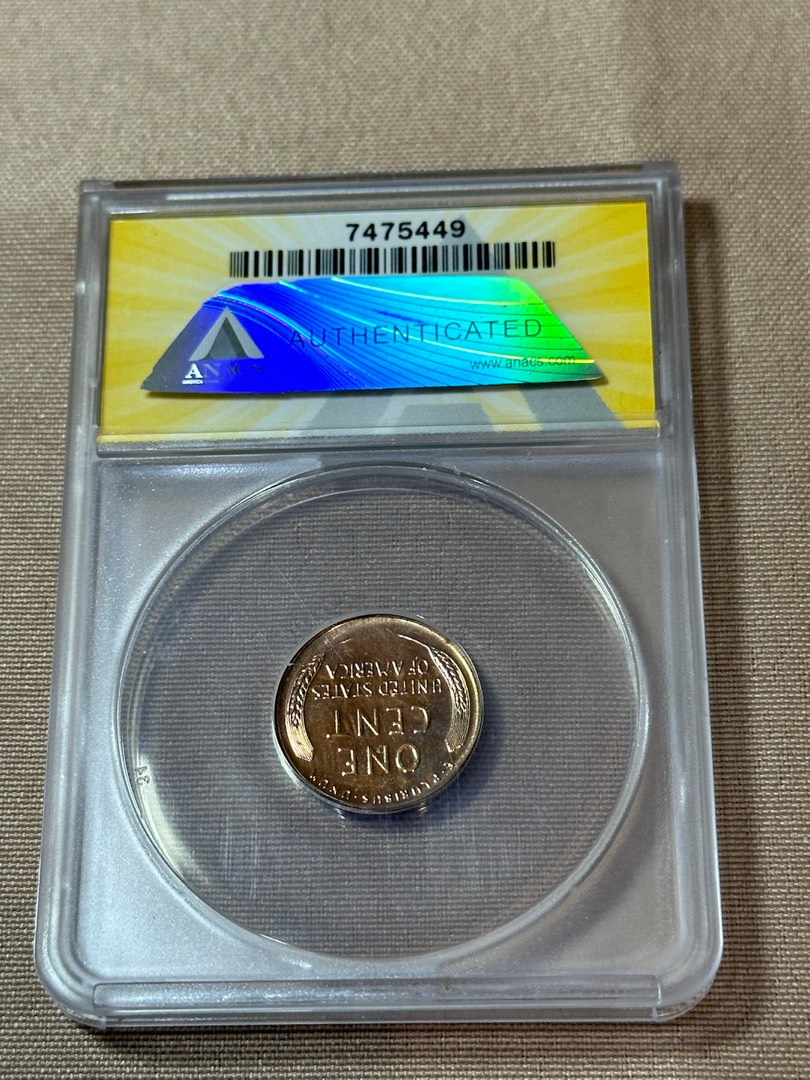 7475449
AUTHENTICATED
ANACS
www.anacs.com
E · PLURIBUS · UNUM
ONE
CENT
UNITED STATES
OF AMERICA